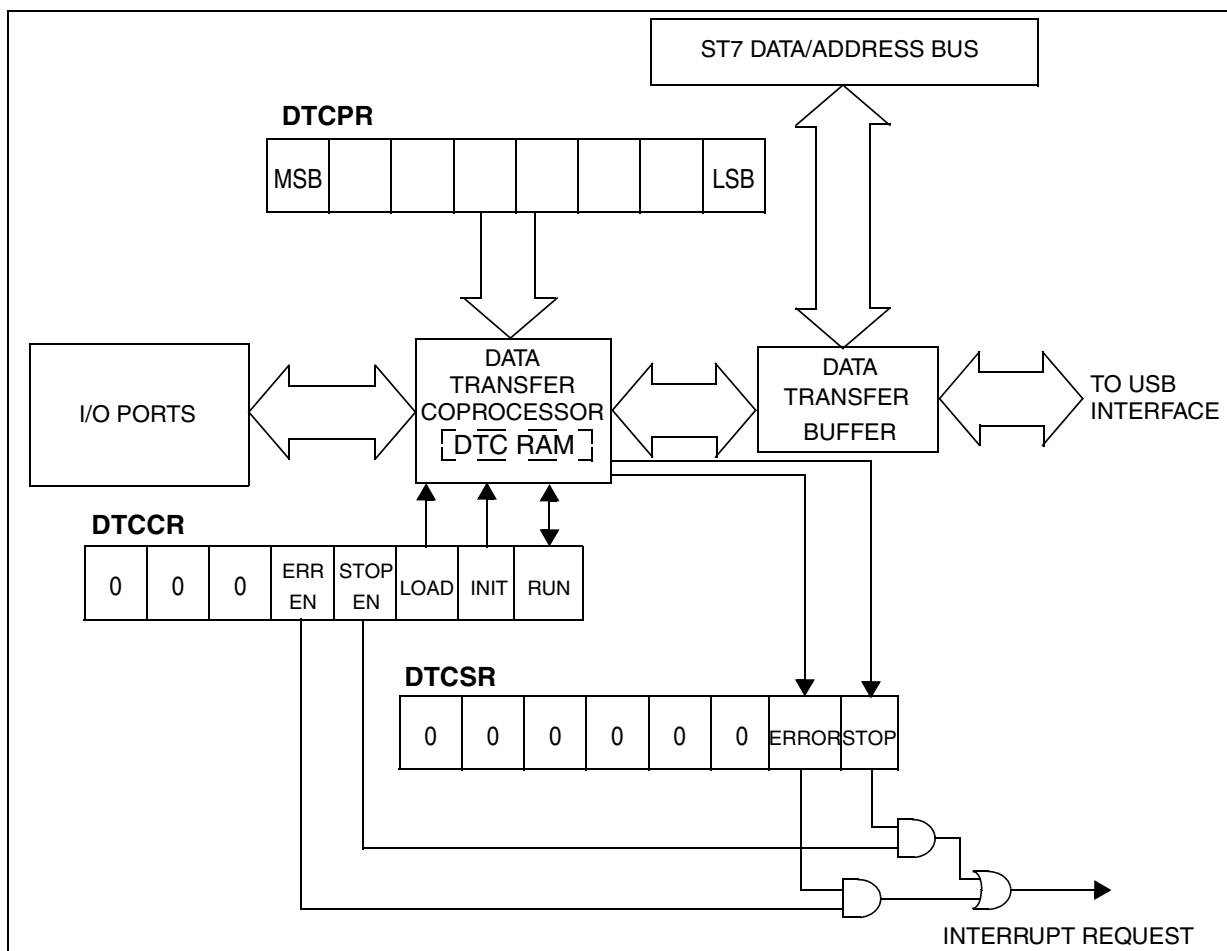 ST7 DATA/ADDRESS BUS
DTCPR
MSB
LSB
I/O PORTS
DATA
TRANSFER
COPROCESSOR
DTC RAM
DATA
TRANSFER
BUFFER
TO USB
INTERFACE
DTCCR
0 0 0 ERR EN STOP EN LOAD INIT RUN
DTCSR
0 0 0 0 0 0 ERROR STOP
INTERRUPT REQUEST